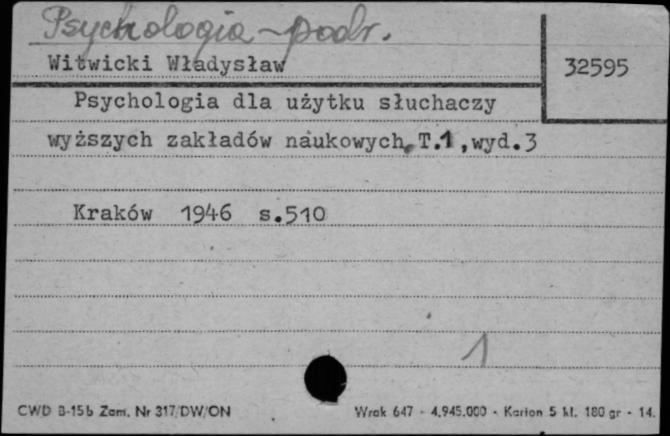 Psychologia - podr.
Witwicki Władysław
32595
Psychologia dla użytku słuchaczy
wyższych zakładów naukowych, T.1, wyd.3
Kraków 1946 s.510
1
CWD B-15b Zam. Nr 317/DW/ON
Wrak 647 - 4.945.000 - Karton 5 kl. 180 gr - 14.